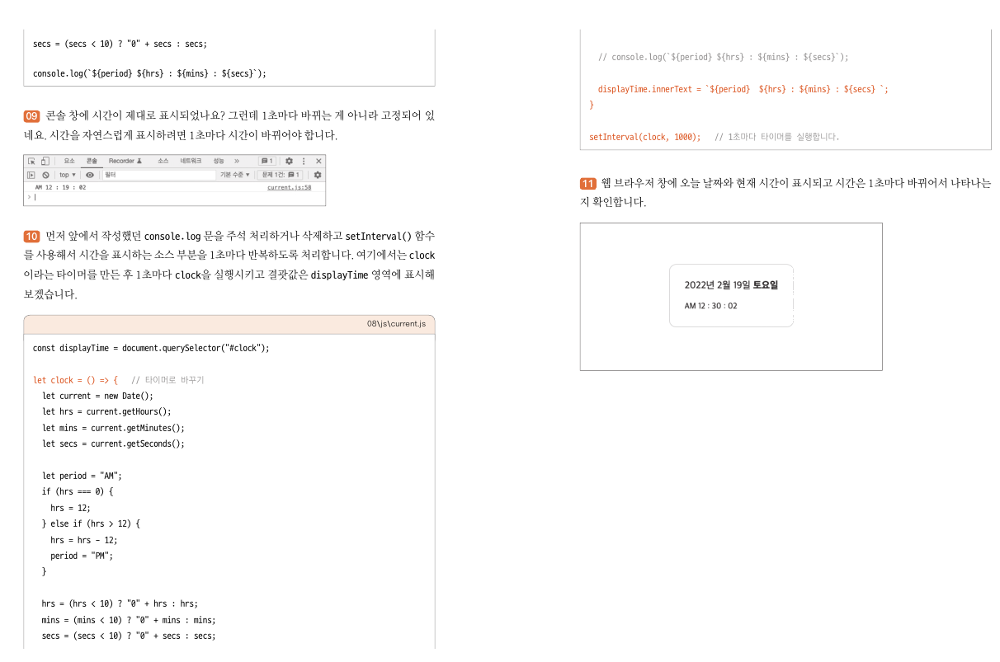 secs = (secs < 10) ? "0" + secs : secs;
console.log(`${period} ${hrs} : ${mins} : ${secs}`);
09 콘솔 창에 시간이 제대로 표시되었나요? 그런데 1초마다 바뀌는 게 아니라 고정되어 있
네요. 시간을 자연스럽게 표시하려면 1초마다 시간이 바뀌어야 합니다.
요소 콘솔 Recorder 소스 네트워크 성능 » 1
top ▼ 필터 기본 수준 ▼ 문제 1건: 1
AM 12 : 19 : 02 current.js:58
>
10 먼저 앞에서 작성했던 console.log 문을 주석 처리하거나 삭제하고 setInterval() 함수
를 사용해서 시간을 표시하는 소스 부분을 1초마다 반복하도록 처리합니다. 여기에서는 clock
이라는 타이머를 만든 후 1초마다 clock을 실행시키고 결괏값은 displayTime 영역에 표시해
보겠습니다.
08\js\current.js
const displayTime = document.querySelector("#clock");
let clock = () => { // 타이머로 바꾸기
let current = new Date();
let hrs = current.getHours();
let mins = current.getMinutes();
let secs = current.getSeconds();
let period = "AM";
if (hrs === 0) {
hrs = 12;
} else if (hrs > 12) {
hrs = hrs - 12;
period = "PM";
}
hrs = (hrs < 10) ? "0" + hrs : hrs;
mins = (mins < 10) ? "0" + mins : mins;
secs = (secs < 10) ? "0" + secs : secs;
// console.log(`${period} ${hrs} : ${mins} : ${secs}`);
displayTime.innerText = `${period}  ${hrs} : ${mins} : ${secs} `;
}
setInterval(clock, 1000); // 1초마다 타이머를 실행합니다.
11 웹 브라우저 창에 오늘 날짜와 현재 시간이 표시되고 시간은 1초마다 바뀌어서 나타나는
지 확인합니다.
2022년 2월 19일 토요일
AM 12 : 30 : 02